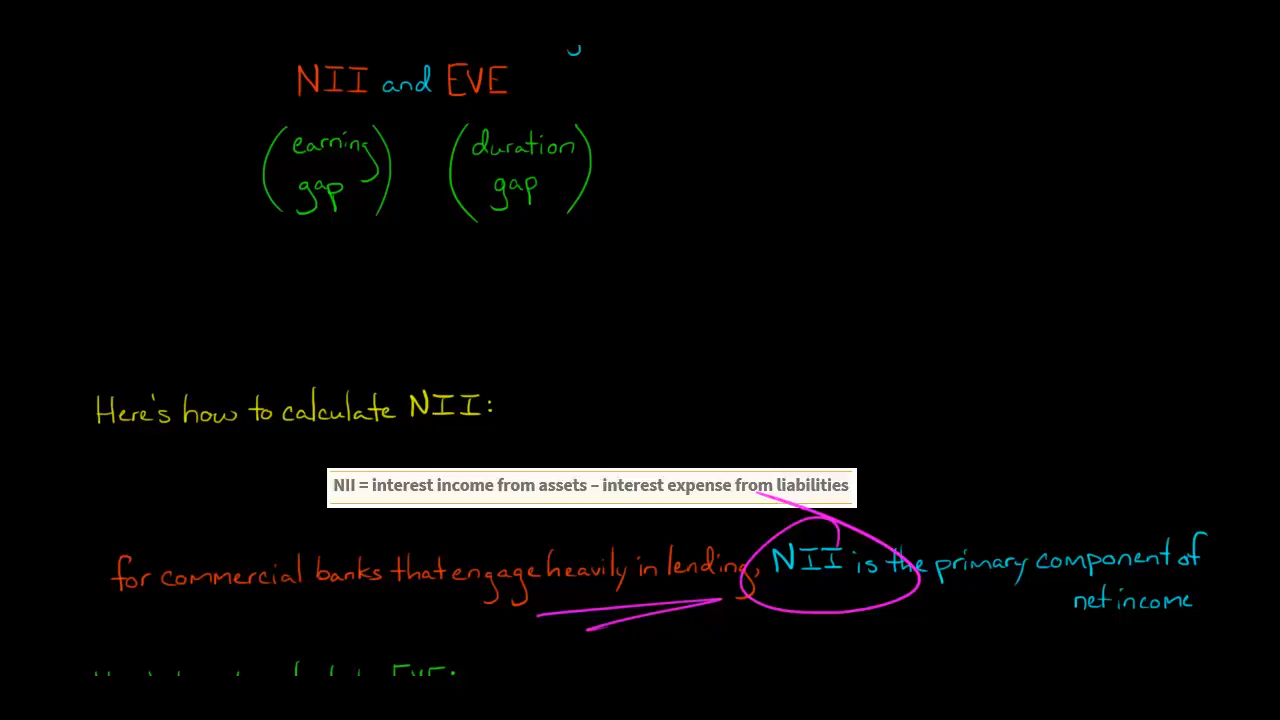 NII and EVE
(earning gap) (duration gap)
Here's how to calculate NII:
NII = interest income from assets – interest expense from liabilities
for commercial banks that engage heavily in lending, NII is the primary component of
net income
EVE: